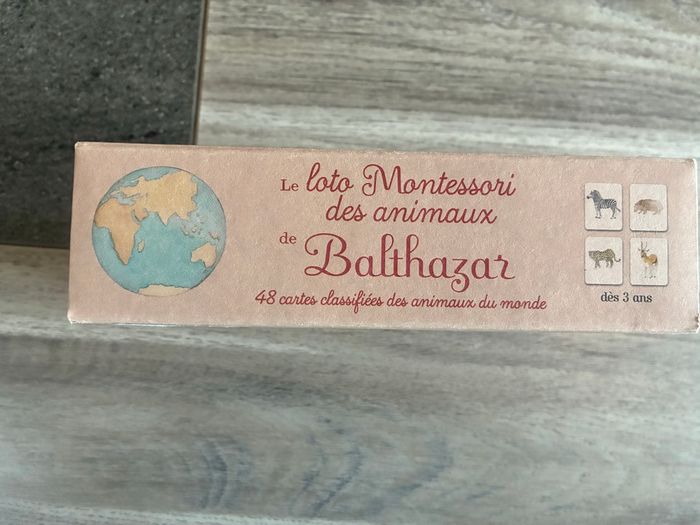 Le loto Montessori
des animaux
de Balthazar
48 cartes classifiées des animaux du monde
dès 3 ans